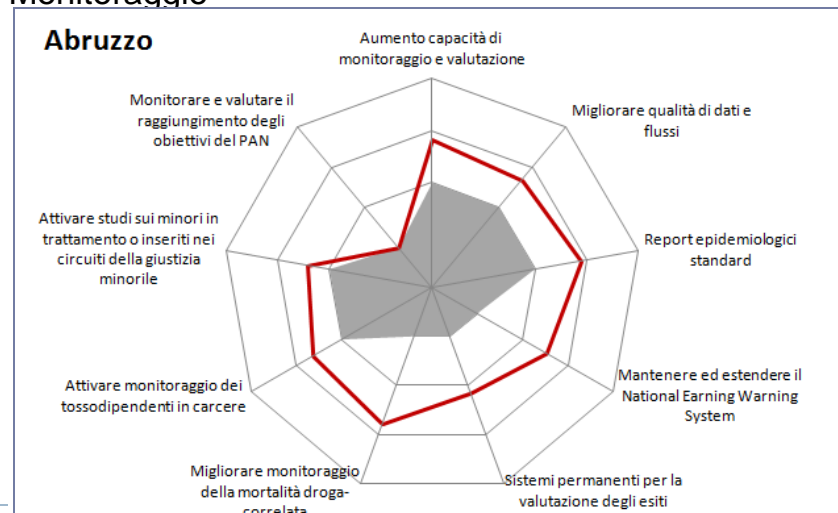 Monitoraggio
Abruzzo
Aumento capacità di
monitoraggio e valutazione
Migliorare qualità di dati e
flussi
Report epidemiologici
standard
Mantenere ed estendere il
National Earning Warning
System
Sistemi permanenti per la
valutazione degli esiti
Migliorare monitoraggio
della mortalità droga-
correlata
Attivare monitoraggio dei
tossodipendenti in carcere
Attivare studi sui minori in
trattamento o inseriti nei
circuiti della giustizia
minorile
Monitorare e valutare il
raggiungimento degli
obiettivi del PAN